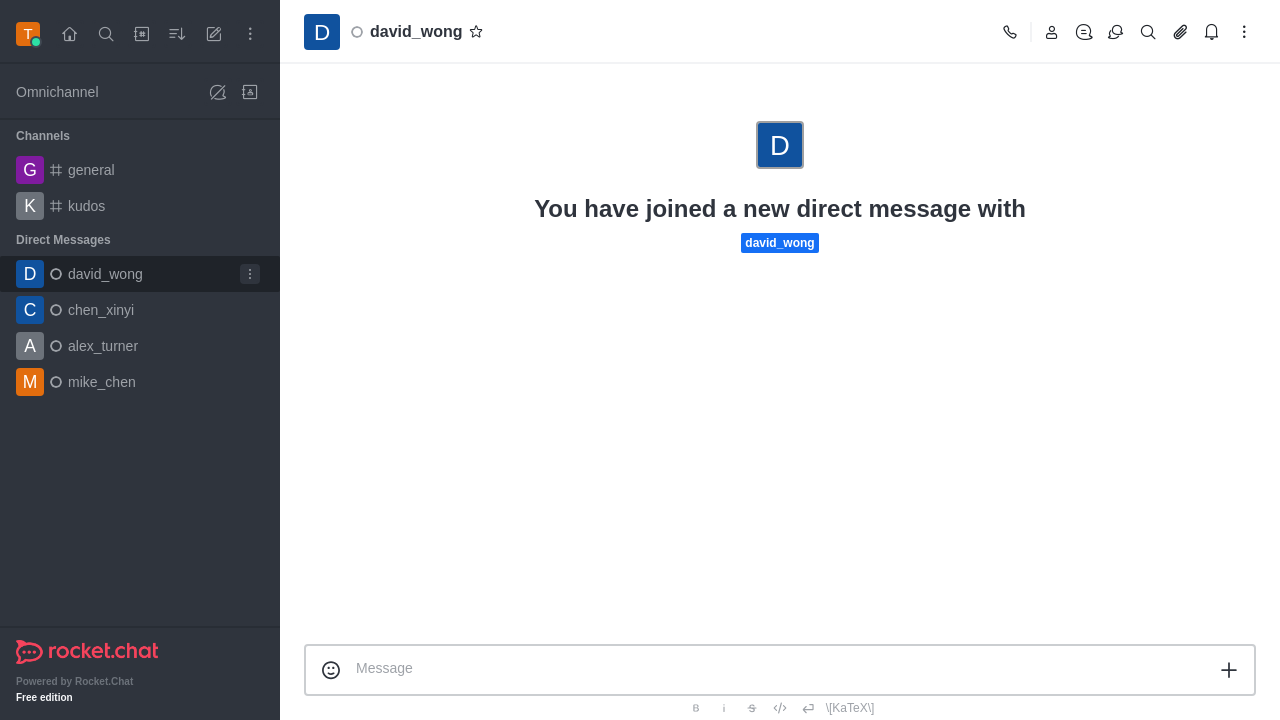 T
D david_wong
Omnichannel
Channels
G general
K kudos
Direct Messages
D david_wong
C chen_xinyi
A alex_turner
M mike_chen
D
You have joined a new direct message with
david_wong
Message
B i S \[KaTeX\]
rocket.chat
Powered by Rocket.Chat
Free edition